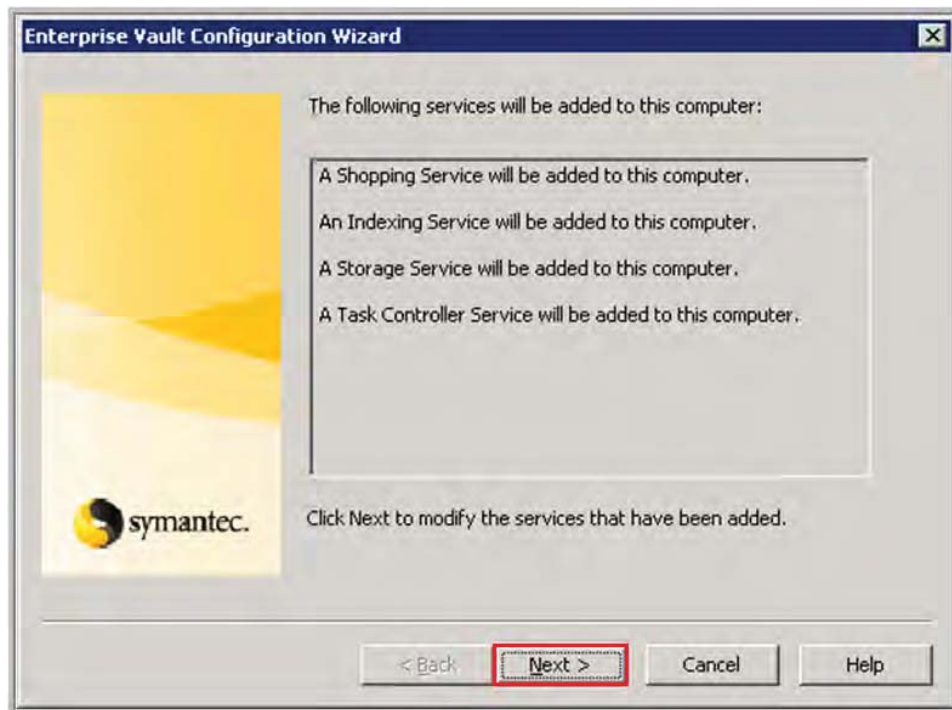 Enterprise Vault Configuration Wizard
The following services will be added to this computer:
A Shopping Service will be added to this computer.
An Indexing Service will be added to this computer.
A Storage Service will be added to this computer.
A Task Controller Service will be added to this computer.
symantec.
Click Next to modify the services that have been added.
< Back
Next >
Cancel
Help